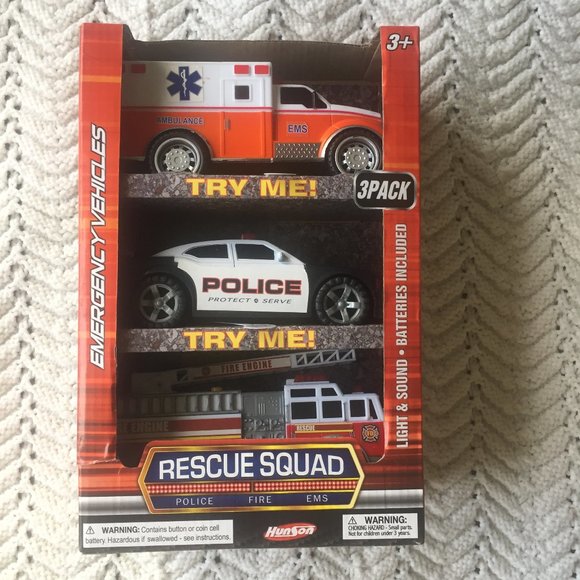 3+
EMERGENCY VEHICLES
AMBULANCE
EMS
TRY ME!
3PACK
POLICE
PROTECT SERVE
TRY ME!
LIGHT & SOUND • BATTERIES INCLUDED
FIRE ENGINE
ENGINE
RESCUE
RESCUE SQUAD
POLICE FIRE EMS
WARNING: Contains button or coin cell
battery. Hazardous if swallowed - see instructions.
HunSon
WARNING:
CHOKING HAZARD - Small parts.
Not for children under 3 years.